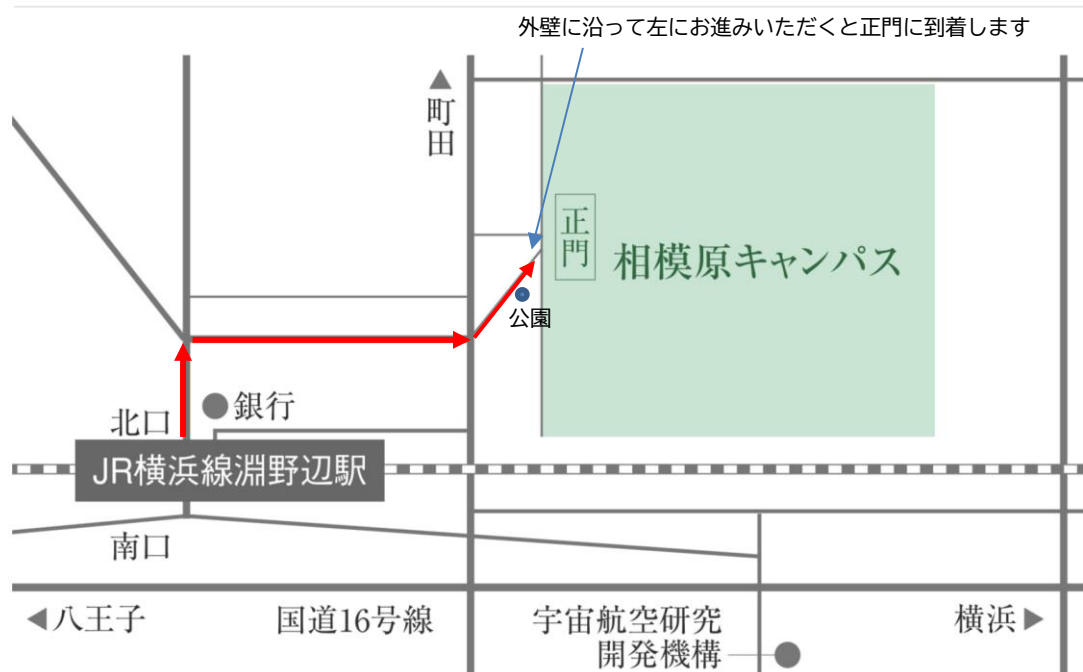 外壁に沿って左にお進みいただくと正門に到着します
▲
町
田
正
門
相模原キャンパス
公園
銀行
北口
JR横浜線淵野辺駅
南口
◀八王子
国道16号線
宇宙航空研究
開発機構
横浜▶